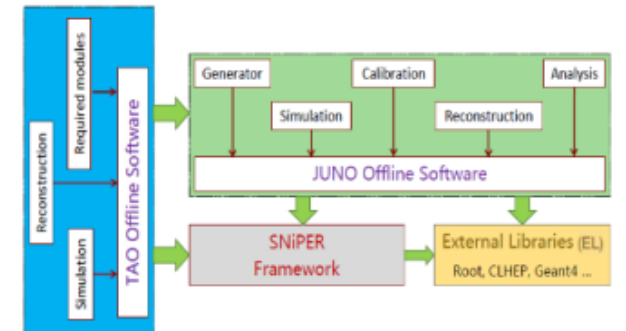 Reconstruction
Required modules
Simulation
TAO Offline Software
Generator
Calibration
Analysis
Simulation
Reconstruction
JUNO Offline Software
SNiPER
Framework
External Libraries (EL)
Root, CLHEP, Geant4 ...